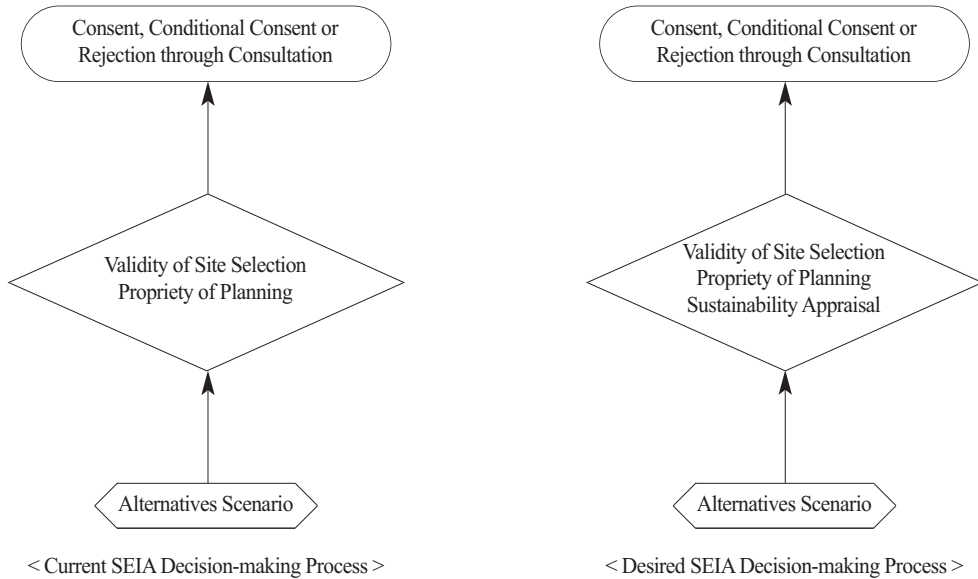 Consent, Conditional Consent or
Rejection through Consultation
Validity of Site Selection
Propriety of Planning
Alternatives Scenario
< Current SEIA Decision-making Process >
Consent, Conditional Consent or
Rejection through Consultation
Validity of Site Selection
Propriety of Planning
Sustainability Appraisal
Alternatives Scenario
< Desired SEIA Decision-making Process >